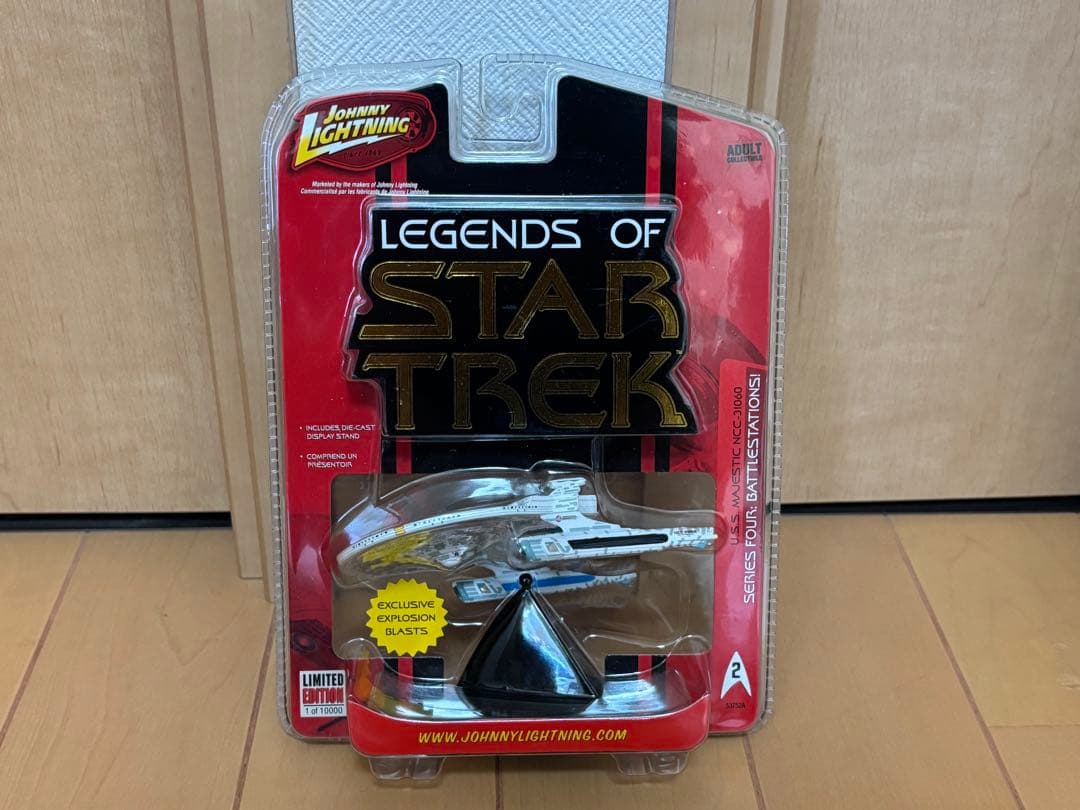 JOHNNY
LIGHTNING
Marketed by the makers of Johnny Lightning
Commercialisé par les fabricants de Johnny Lightning
ADULT
COLLECTIBLE
LEGENDS OF
STAR
TREK
• INCLUDES DIE-CAST
DISPLAY STAND
• COMPREND UN
PRÉSENTOIR
U.S.S. MAJESTIC NCC-31060
SERIES FOUR: BATTLESTATIONS!
EXCLUSIVE
EXPLOSION
BLASTS
LIMITED
EDITION
1 of 10000
2
53752A
WWW.JOHNNYLIGHTNING.COM